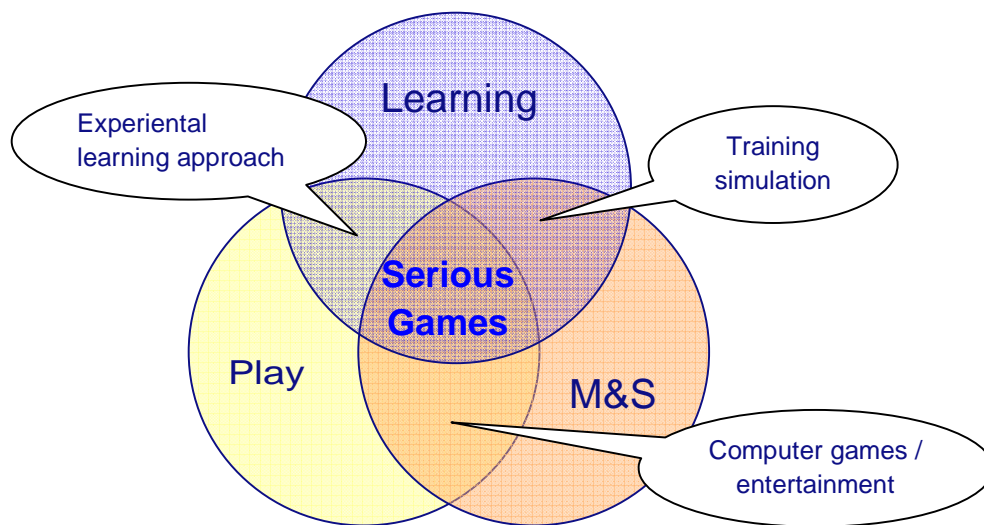 Learning
Experiental
learning approach
Training
simulation
Serious
Games
Play
M&S
Computer games /
entertainment